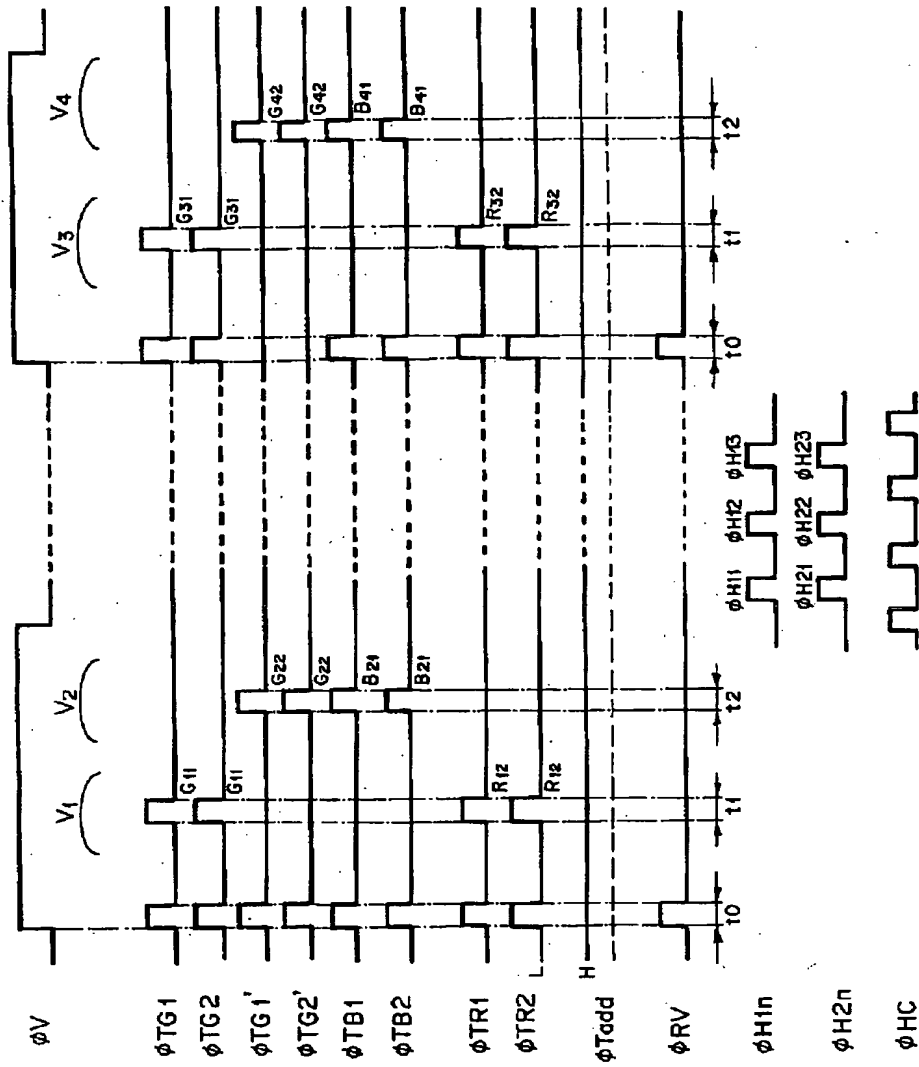 φV V1 V2 V3 V4
φTG1 G11 G31
φTG2 G11 G31
φTG1' G22 G42
φTG2' G22 G42
φTB1 B21 B41
φTB2 B21 B41
φTR1 R12 R32
φTR2 L R12 R32
H
φTadd
φRV
t0 t1 t2 t0 t1 t2
φH1n φH11 φH12 φH13
φH2n φH21 φH22 φH23
φHC